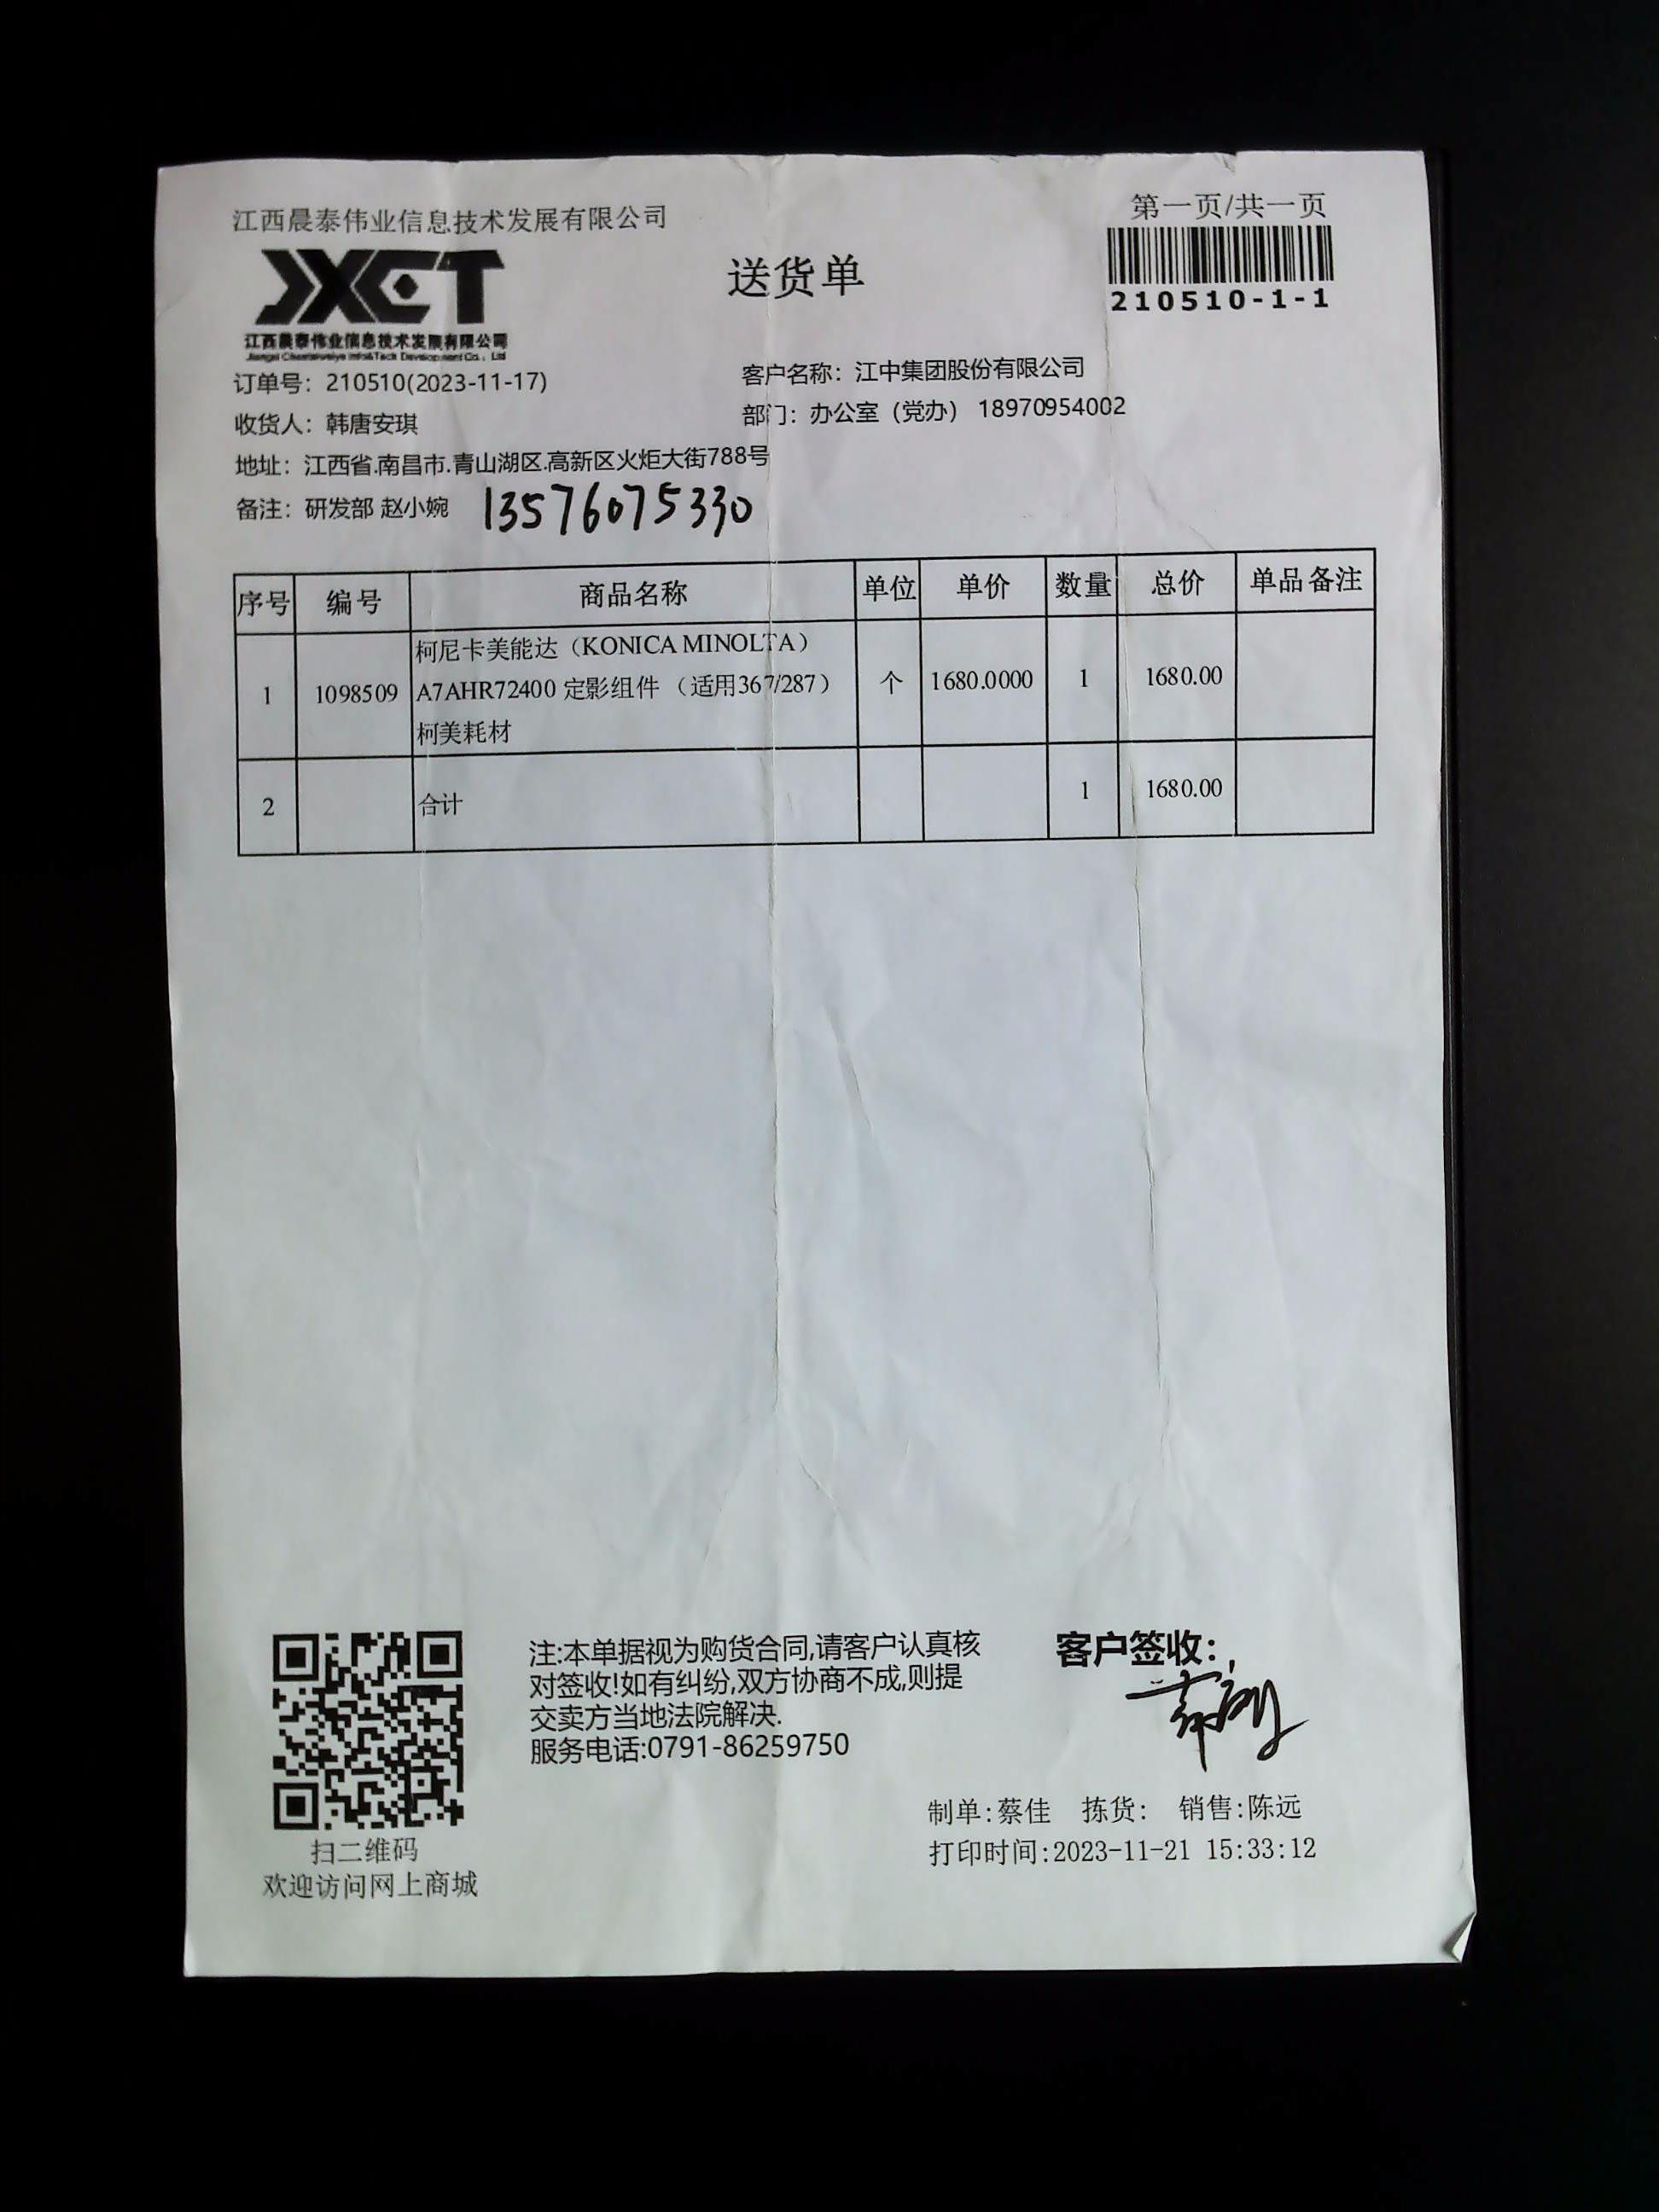 江西晨泰伟业信息技术发展有限公司
第一页/共一页
JXCT
江西晨泰伟业信息技术发展有限公司
送货单
210510-1-1
订单号：210510(2023-11-17)
客户名称：江中集团股份有限公司
收货人：韩唐安琪
部门：办公室（党办） 18970954002
地址：江西省.南昌市.青山湖区.高新区火炬大街788号
备注：研发部 赵小婉 13576075330
序号 编号 商品名称 单位 单价 数量 总价 单品备注
柯尼卡美能达（KONICA MINOLTA）
1 1098509 A7AHR72400 定影组件 （适用367/287） 个 1680.0000 1 1680.00
柯美耗材
2 合计 1 1680.00
注:本单据视为购货合同,请客户认真核
对签收!如有纠纷,双方协商不成,则提
交卖方当地法院解决.
服务电话:0791-86259750
客户签收:
扫二维码
欢迎访问网上商城
制单:蔡佳 拣货: 销售:陈远
打印时间:2023-11-21 15:33:12